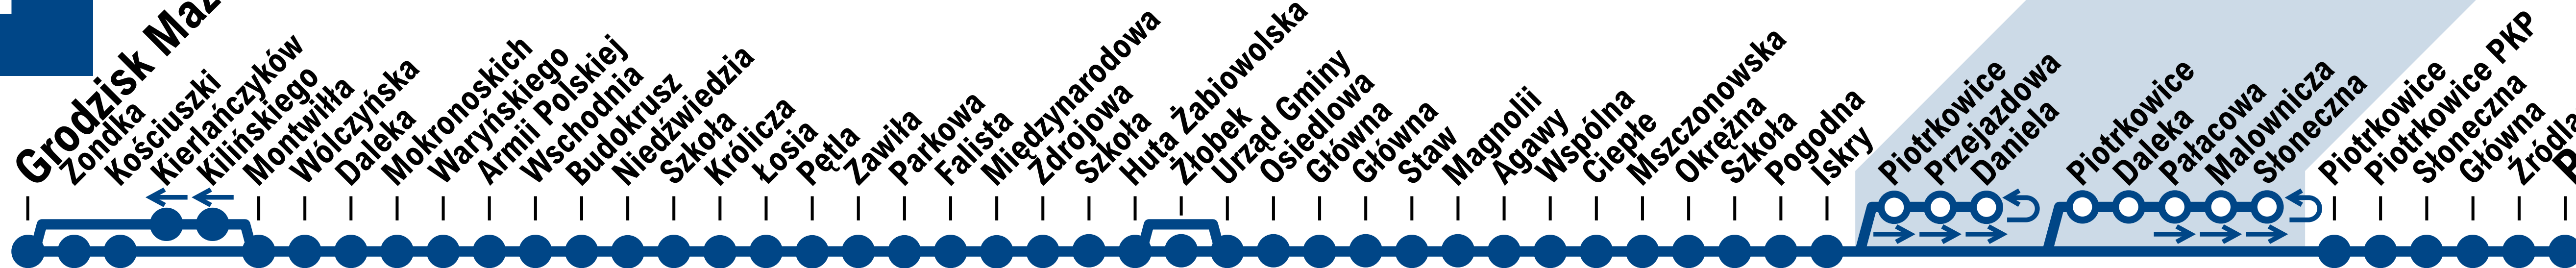 Grodzisk Maz
Żondka
Kościuszki
Kierlańczyków
Kilińskiego
Montwiłła
Wólczyńska
Daleka
Mokronoskich
Waryńskiego
Armii Polskiej
Wschodnia
Budokrusz
Niedźwiedzia
Szkoła
Królicza
Łosia
Pętla
Zawiła
Parkowa
Falista
Międzynarodowa
Zdrojowa
Szkoła
Huta Żabiowolska
Żłobek
Urząd Gminy
Osiedlowa
Główna
Główna
Staw
Magnolii
Agawy
Wspólna
Ciepłe
Mszczonowska
Okrężna
Szkoła
Pogodna
Iskry
Piotrkowice
Przejazdowa
Daniela
Piotrkowice
Daleka
Pałacowa
Malownicza
Słoneczna
Piotrkowice
Piotrkowice PKP
Słoneczna
Główna